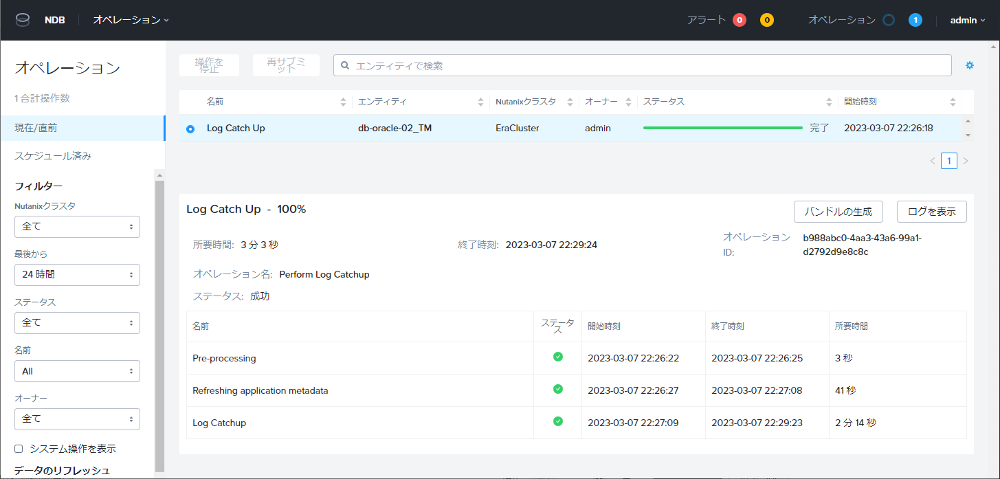 NDB オペレーション アラート 0 0 オペレーション 1 admin
オペレーション
1 合計操作数
現在/直前
スケジュール済み
フィルター
Nutanixクラスタ
全て
最後から
24 時間
ステータス
全て
名前
All
オーナー
全て
システム操作を表示
データのリフレッシュ
操作を
停止
再サブミ
ット
エンティティで検索
名前 エンティティ Nutanixクラスタ オーナー ステータス 開始時刻
Log Catch Up db-oracle-02_TM EraCluster admin 完了 2023-03-07 22:26:18
< 1 >
Log Catch Up - 100%
バンドルの生成 ログを表示
所要時間: 3 分 3 秒 終了時刻: 2023-03-07 22:29:24
オペレーション
ID:
b988abc0-4aa3-43a6-99a1-
d2792d9e8c8c
オペレーション名: Perform Log Catchup
ステータス: 成功
名前 ステータ
ス 開始時刻 終了時刻 所要時間
Pre-processing 2023-03-07 22:26:22 2023-03-07 22:26:25 3 秒
Refreshing application metadata 2023-03-07 22:26:27 2023-03-07 22:27:08 41 秒
Log Catchup 2023-03-07 22:27:09 2023-03-07 22:29:23 2 分 14 秒